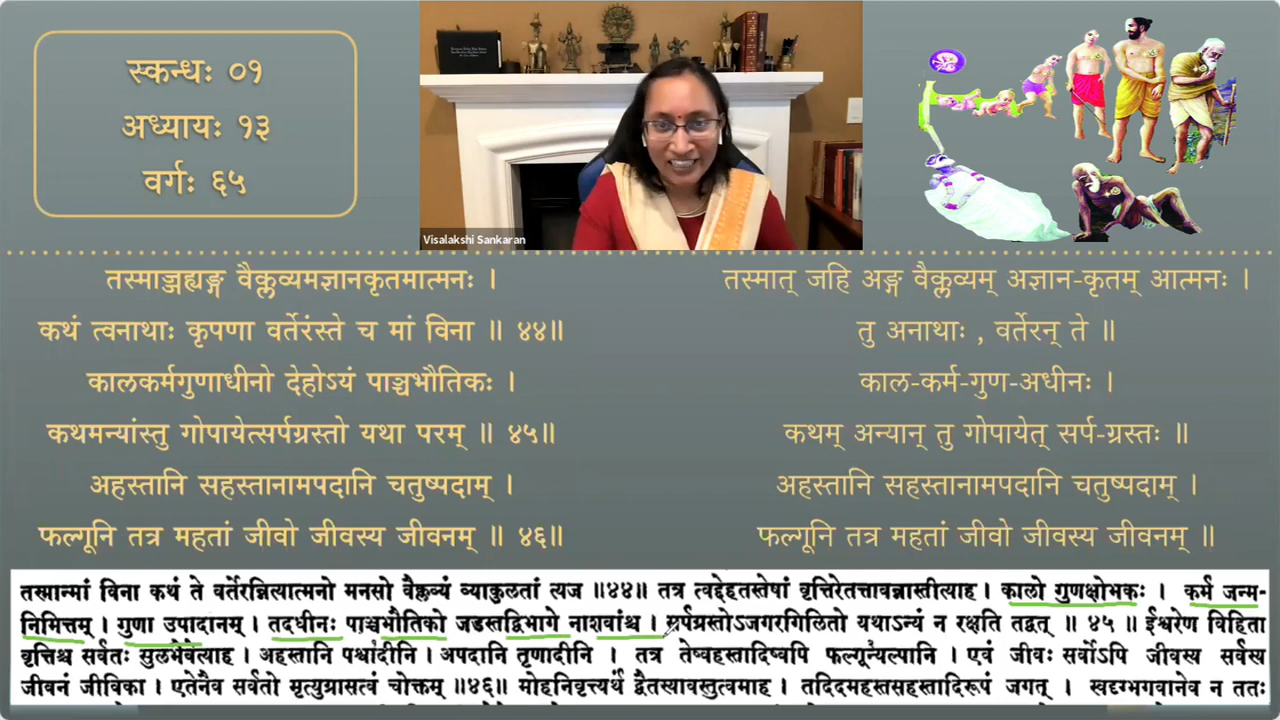 स्कन्धः ०१
अध्यायः १३
वर्गः ६५
Visalakshi Sankaran
तस्माज्जह्यङ्ग वैक्लव्यमज्ञानकृतमात्मनः ।
कथं त्वनाथाः कृपणा वर्तेरंस्ते च मां विना ॥ ४४॥
कालकर्मगुणाधीनो देहोऽयं पाञ्चभौतिकः ।
कथमन्यांस्तु गोपायेत्सर्पग्रस्तो यथा परम् ॥ ४५॥
अहस्तानि सहस्तानामपदानि चतुष्पदाम् ।
फल्गूनि तत्र महतां जीवो जीवस्य जीवनम् ॥ ४६॥
तस्मात् जहि अङ्ग वैक्लव्यम् अज्ञान-कृतम् आत्मनः ।
तु अनाथाः , वर्तेरन् ते ॥
काल-कर्म-गुण-अधीनः ।
कथम् अन्यान् तु गोपायेत् सर्प-ग्रस्तः ॥
अहस्तानि सहस्तानामपदानि चतुष्पदाम् ।
फल्गूनि तत्र महतां जीवो जीवस्य जीवनम् ॥
तस्मान्मां विना कथं ते वर्तेरन्नित्यात्मनो मनसो वैक्लव्यं व्याकुलतां त्यज ॥४४॥ तत्र त्वद्देहतस्तेषां वृत्तिरेतत्तावन्नास्तीत्याह । कालो गुणक्षोभकः । कर्म जन्म-
निमित्तम् । गुणा उपादानम् । तदधीनः पाञ्चभौतिको जडस्तद्विभागे नाशवांश्च । सर्पग्रस्तोऽजगरगिलितो यथाऽन्यं न रक्षति तद्वत् ॥ ४५ ॥ ईश्वरेण विहिता
वृत्तिश्च सर्वतः सुलभैवेत्याह । अहस्तानि पश्वादीनि । अपदानि तृणादीनि । तत्र तेष्वहस्तादिष्वपि फल्गून्यल्पानि । एवं जीवः सर्वोऽपि जीवस्य सर्वस्य
जीवनं जीविका । एतेनैव सर्वतो मृत्युग्रासत्वं चोक्तम् ॥४६॥ मोहनिवृत्त्यर्थं द्वैतस्यावस्तुत्वमाह । तदिदमहस्तसहस्तादिरूपं जगत् । स्वदृग्भगवानेव न ततः